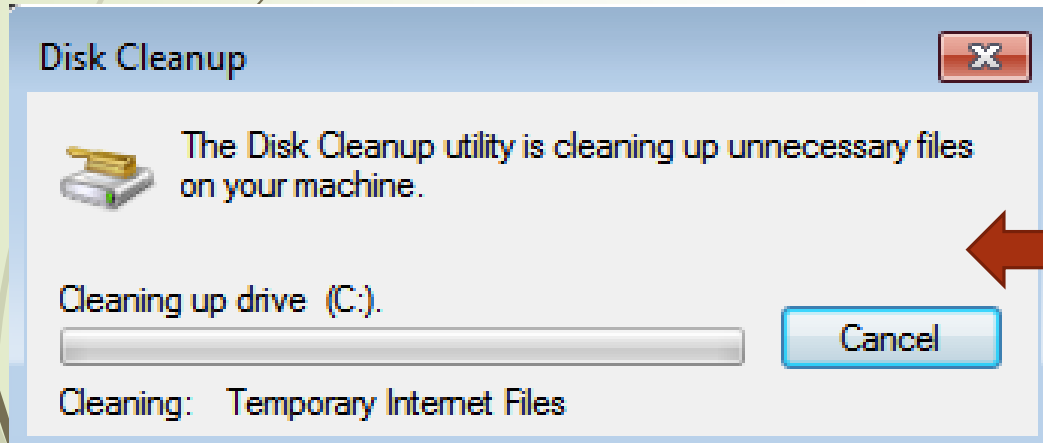 Disk Cleanup
The Disk Cleanup utility is cleaning up unnecessary files
on your machine.
Cleaning up drive (C:).
Cancel
Cleaning: Temporary Internet Files